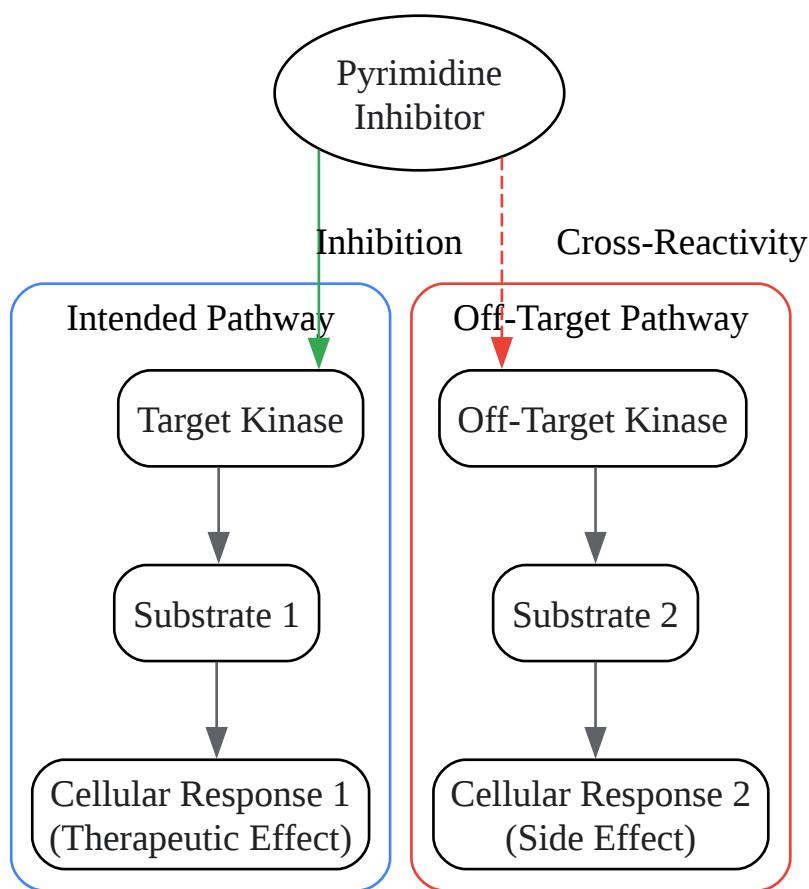 Pyrimidine
Inhibitor
Inhibition
Cross-Reactivity
Intended Pathway
Off-Target Pathway
Target Kinase
Off-Target Kinase
Substrate 1
Substrate 2
Cellular Response 1
(Therapeutic Effect)
Cellular Response 2
(Side Effect)